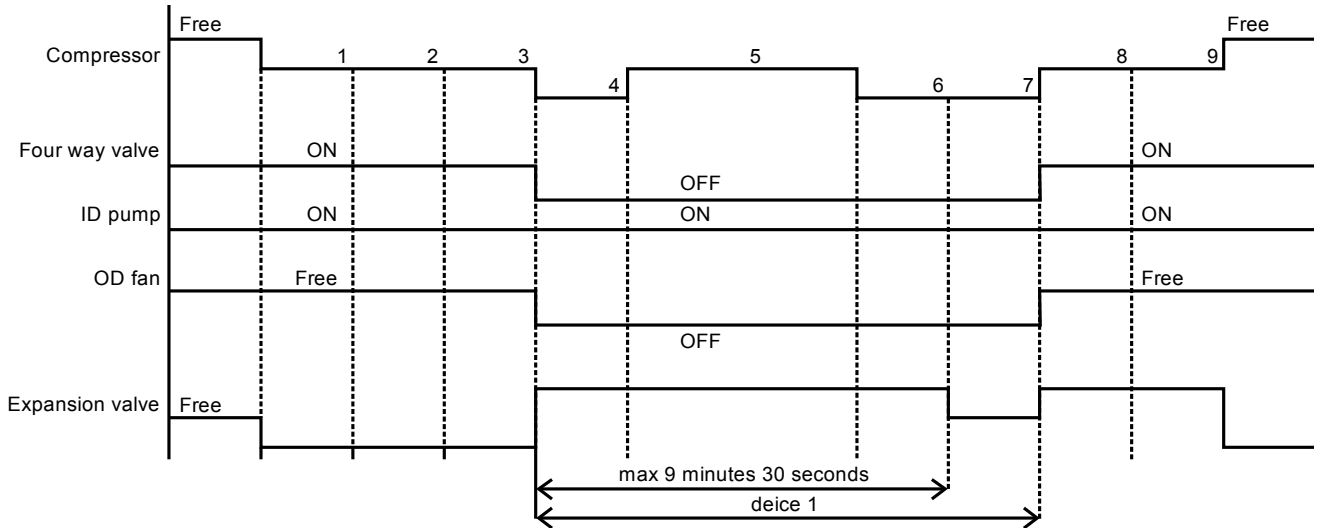 Free Free
Compressor 1 2 3 4 5 6 7 8 9
Four way valve ON OFF ON
ID pump ON ON ON
OD fan Free OFF Free
Expansion valve Free
max 9 minutes 30 seconds
deice 1